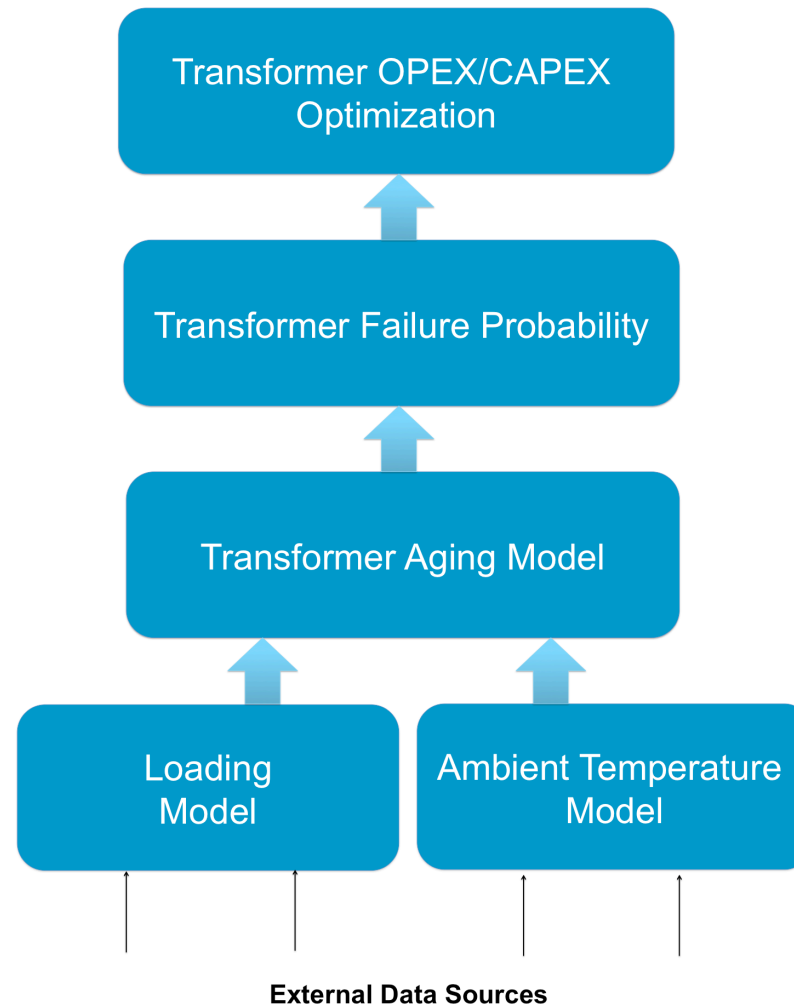 Transformer OPEX/CAPEX
Optimization
Transformer Failure Probability
Transformer Aging Model
Loading
Model
Ambient Temperature
Model
External Data Sources